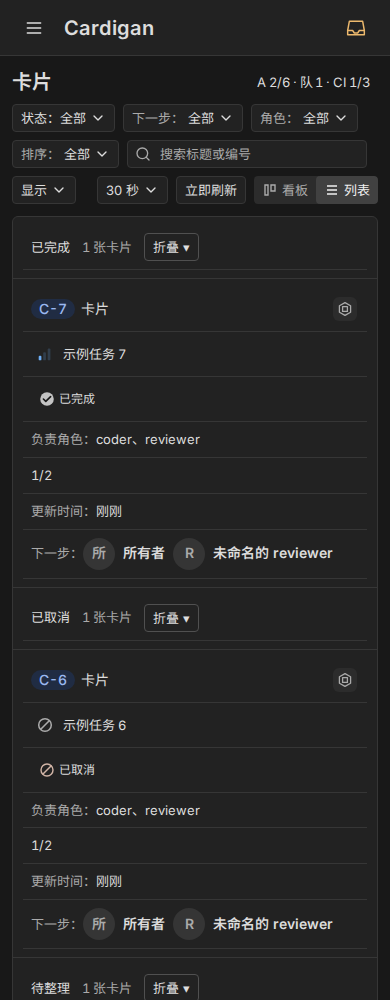 Cardigan
卡片 A 2/6 · 队 1 · CI 1/3
状态：全部 下一步： 全部 角色： 全部
排序： 全部 搜索标题或编号
显示 30 秒 立即刷新 看板 列表
已完成 1 张卡片 折叠 ▾
C-7 卡片
示例任务 7
已完成
负责角色：coder、reviewer
1/2
更新时间：刚刚
下一步：所 所有者 R 未命名的 reviewer
已取消 1 张卡片 折叠 ▾
C-6 卡片
示例任务 6
已取消
负责角色：coder、reviewer
1/2
更新时间：刚刚
下一步：所 所有者 R 未命名的 reviewer
待整理 1 张卡片 折叠 ▾